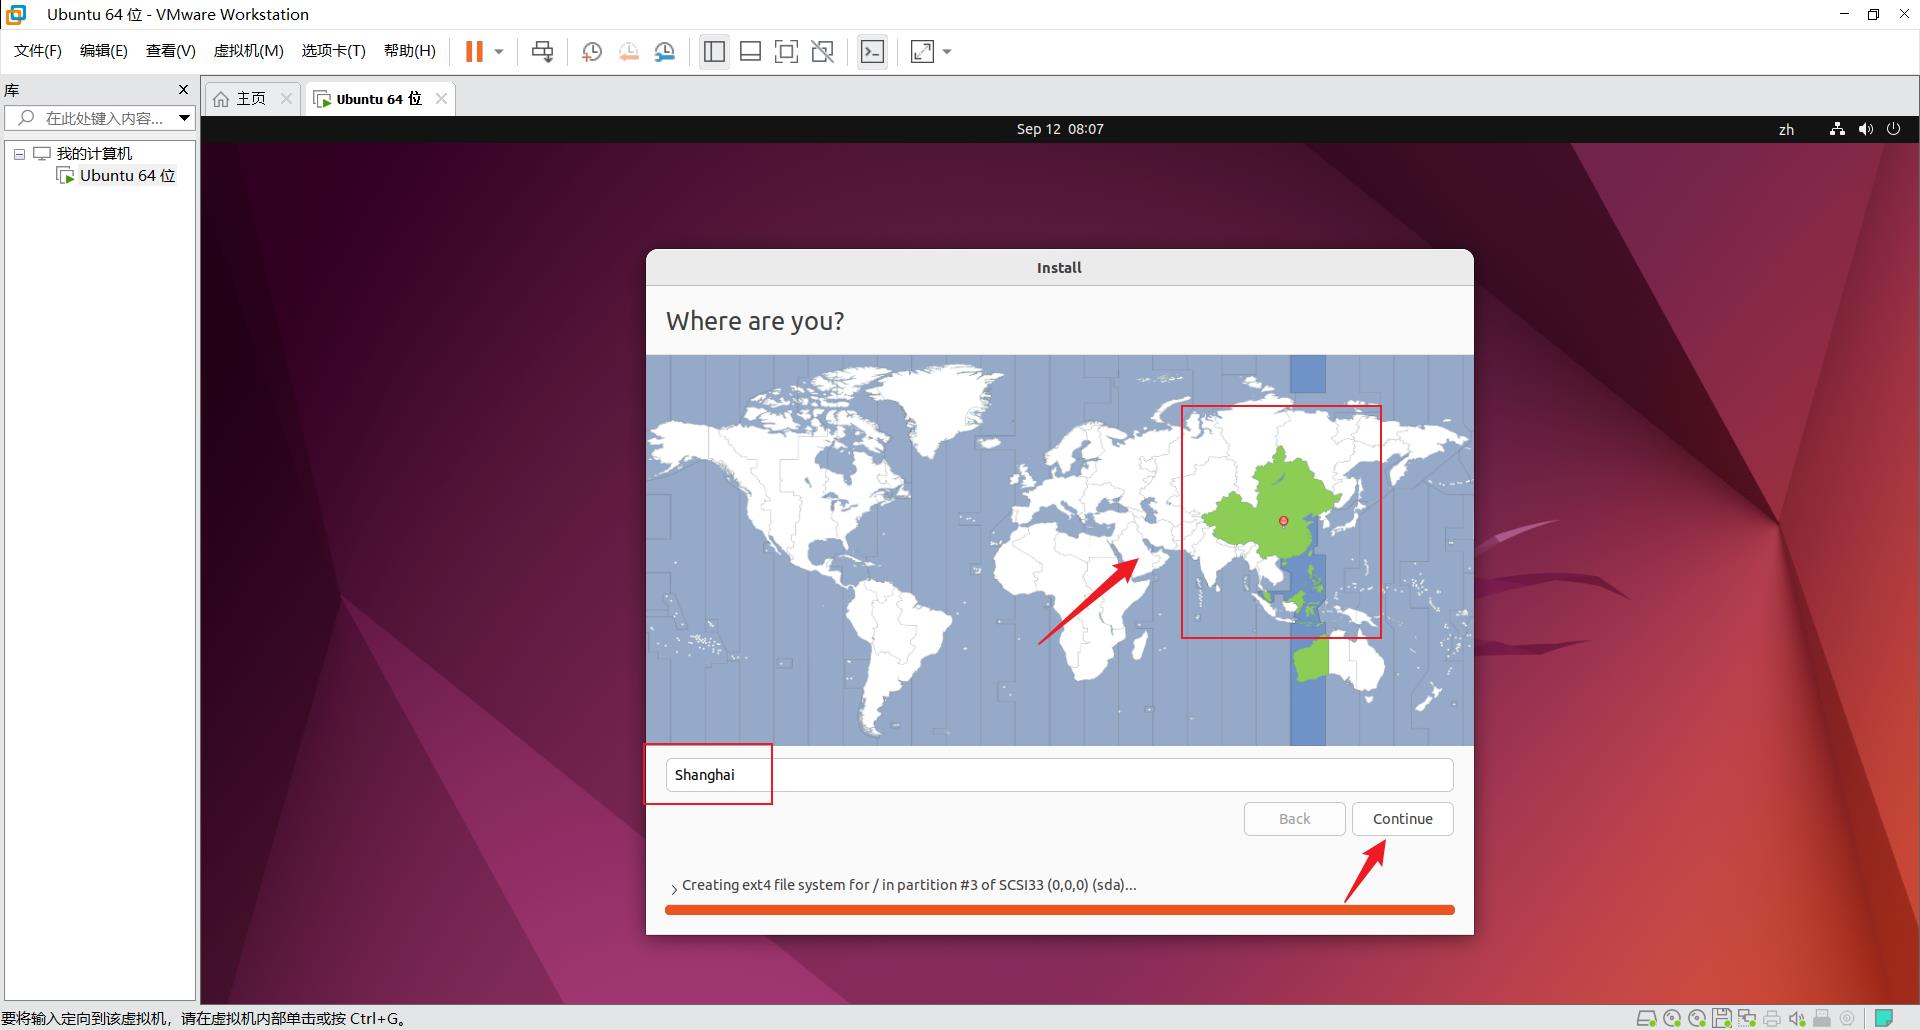 Ubuntu 64 位 - VMware Workstation
文件(F) 编辑(E) 查看(V) 虚拟机(M) 选项卡(T) 帮助(H)
库
主页
Ubuntu 64 位
在此处键入内容...
我的计算机
Ubuntu 64 位
Sep 12 08:07
zh
Install
Where are you?
Shanghai
Back
Continue
Creating ext4 file system for / in partition #3 of SCSI33 (0,0,0) (sda)...
要将输入定向到该虚拟机，请在虚拟机内部单击或按 Ctrl+G。